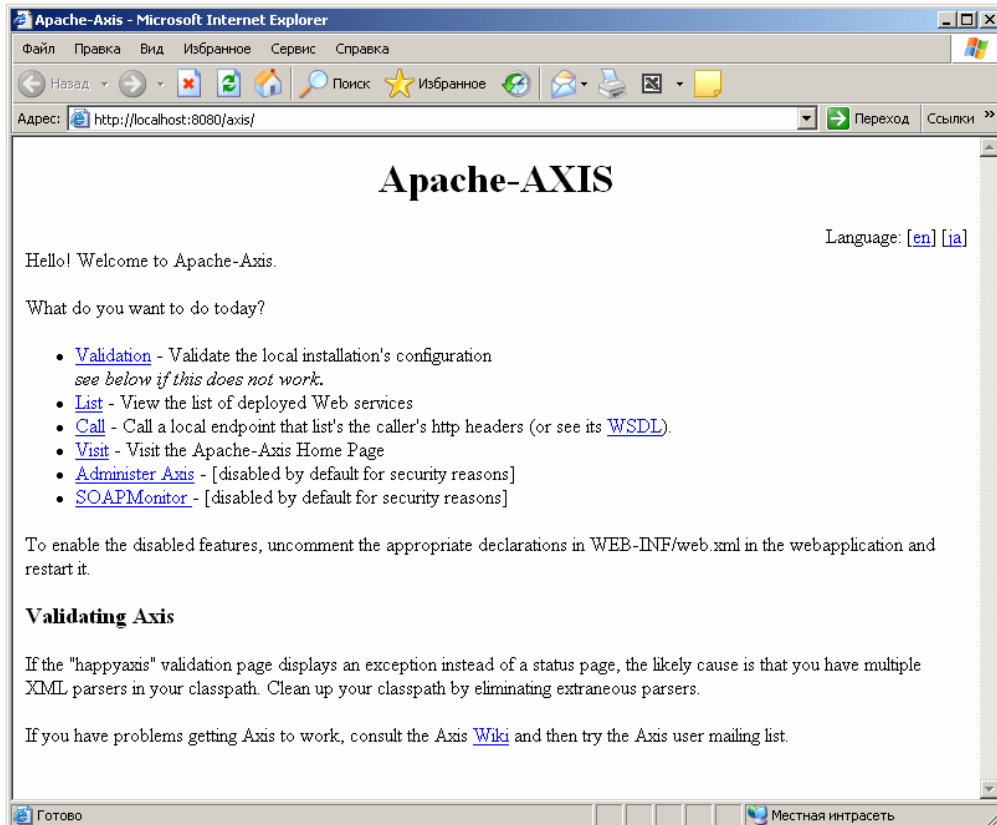 Apache-Axis - Microsoft Internet Explorer
Файл Правка Вид Избранное Сервис Справка
Назад Поиск Избранное
Адрес: http://localhost:8080/axis/ Переход Ссылки »
Apache-AXIS
Language: [en] [ja]
Hello! Welcome to Apache-Axis.
What do you want to do today?
• Validation - Validate the local installation's configuration
see below if this does not work.
• List - View the list of deployed Web services
• Call - Call a local endpoint that list's the caller's http headers (or see its WSDL).
• Visit - Visit the Apache-Axis Home Page
• Administer Axis - [disabled by default for security reasons]
• SOAPMonitor - [disabled by default for security reasons]
To enable the disabled features, uncomment the appropriate declarations in WEB-INF/web.xml in the webapplication and
restart it.
Validating Axis
If the "happyaxis" validation page displays an exception instead of a status page, the likely cause is that you have multiple
XML parsers in your classpath. Clean up your classpath by eliminating extraneous parsers.
If you have problems getting Axis to work, consult the Axis Wiki and then try the Axis user mailing list.
Готово Местная интрасеть